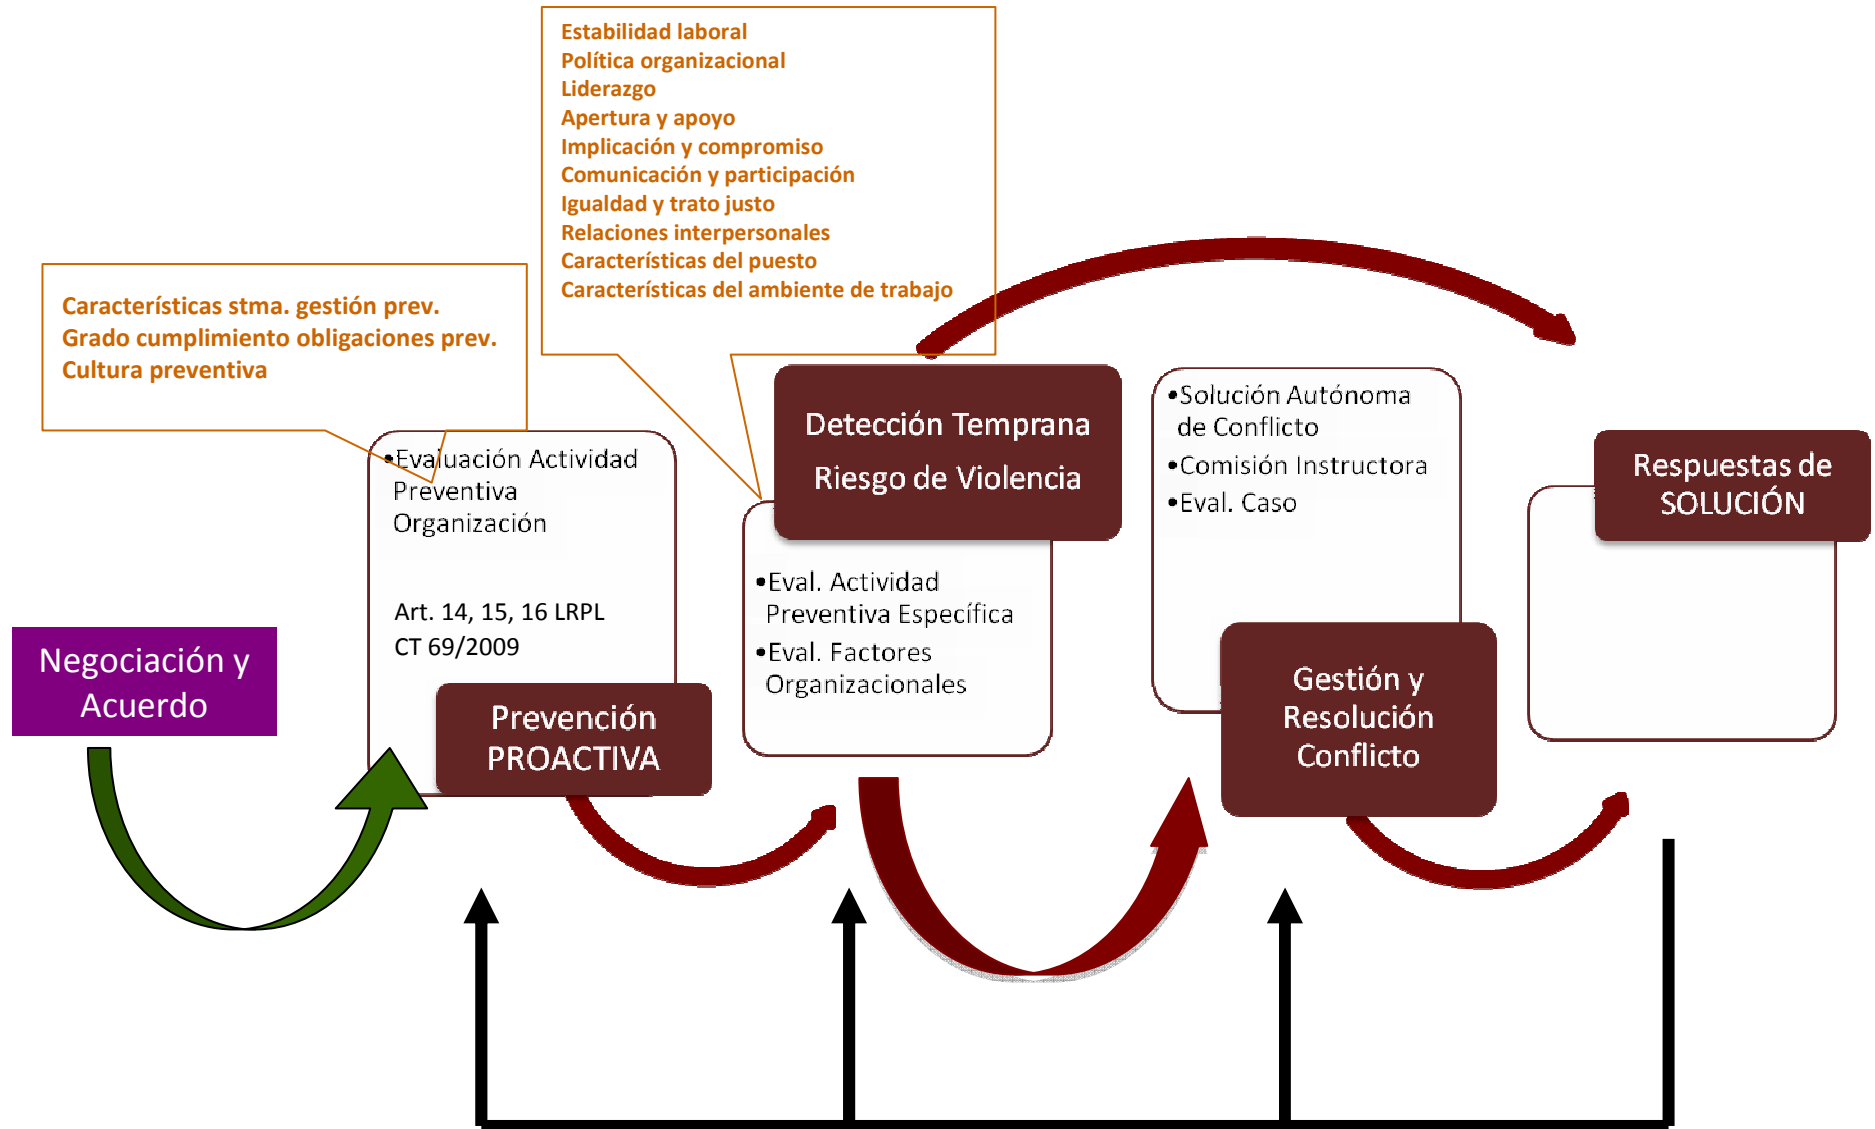 Estabilidad laboral
Política organizacional
Liderazgo
Apertura y apoyo
Implicación y compromiso
Comunicación y participación
Igualdad y trato justo
Relaciones interpersonales
Características del puesto
Características del ambiente de trabajo
Características stma. gestión prev.
Grado cumplimiento obligaciones prev.
Cultura preventiva
Negociación y
Acuerdo
•Evaluación Actividad
Preventiva
Organización
Art. 14, 15, 16 LRPL
CT 69/2009
Prevención
PROACTIVA
Detección Temprana
Riesgo de Violencia
•Eval. Actividad
Preventiva Específica
•Eval. Factores
Organizacionales
•Solución Autónoma
de Conflicto
•Comisión Instructora
•Eval. Caso
Gestión y
Resolución
Conflicto
Respuestas de
SOLUCIÓN